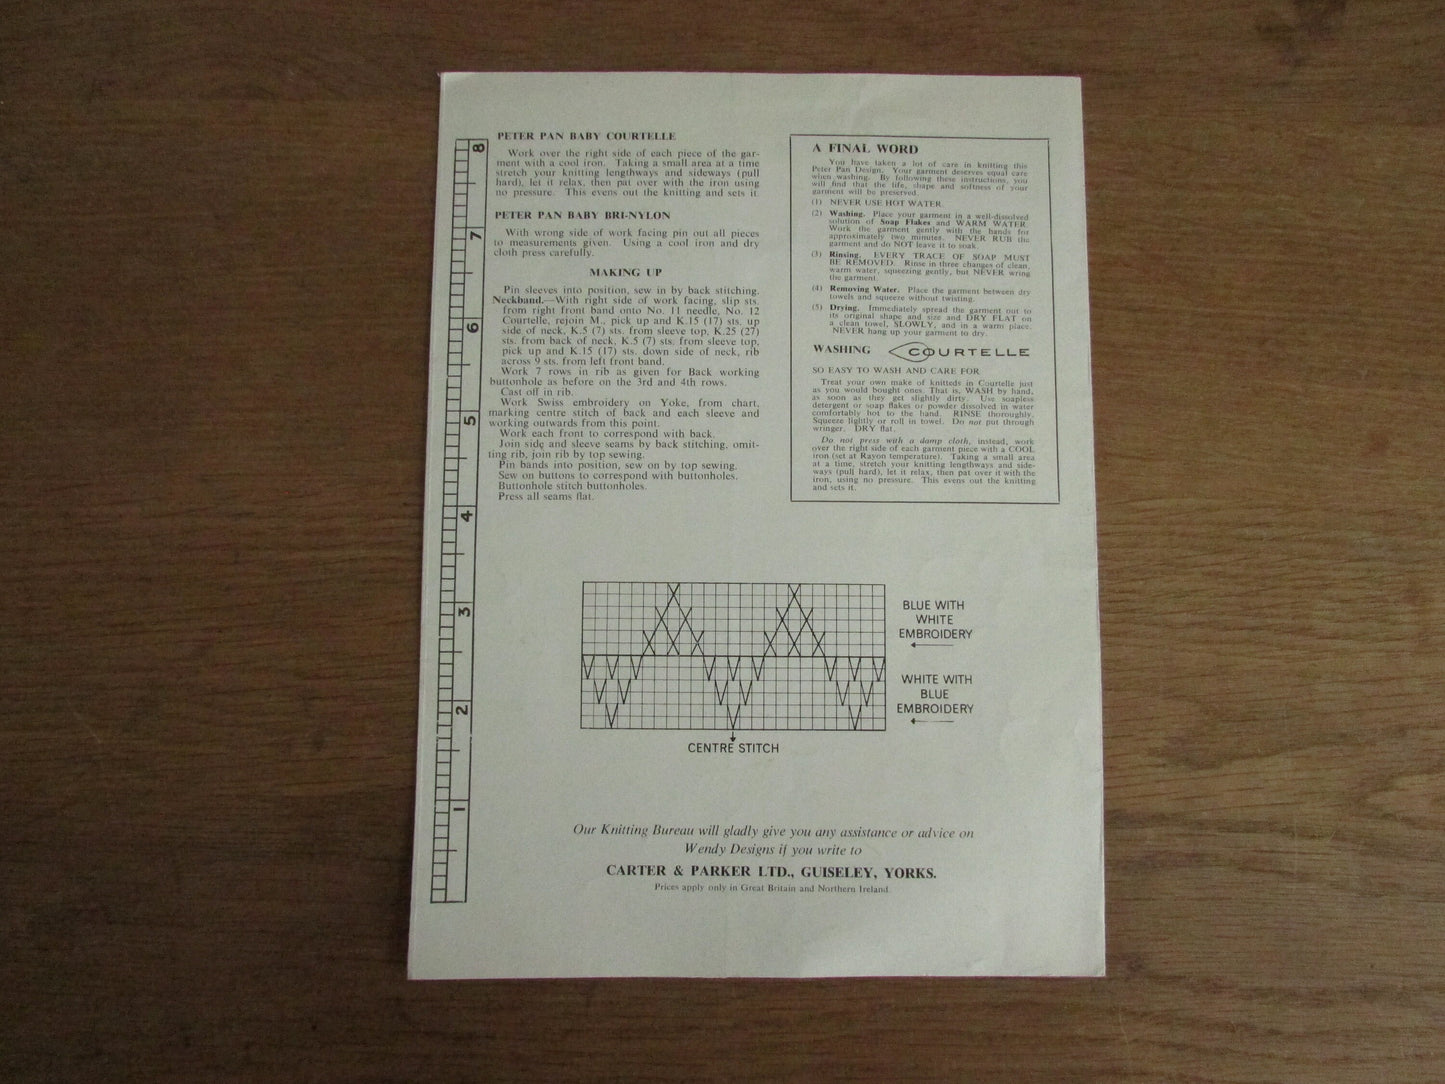 PETER PAN BABY COURTELLE
Work over the right side of each piece of the gar-
ment with a cool iron. Taking a small area at a time
stretch your knitting lengthways and sideways (pull
hard), let it relax, then pat over with the iron using
no pressure. This evens out the knitting and sets it.
PETER PAN BABY BRI-NYLON
With wrong side of work facing pin out all pieces
to measurements given. Using a cool iron and dry
cloth press carefully.
MAKING UP
Pin sleeves into position, sew in by back stitching.
Neckband.—With right side of work facing, slip sts.
from right front band onto No. 11 needle, No. 12
Courtelle, rejoin M., pick up and K.15 (17) sts. up
side of neck, K.5 (7) sts. from sleeve top, K.25 (27)
sts. from back of neck, K.5 (7) sts. from sleeve top,
pick up and K.15 (17) sts. down side of neck, rib
across 9 sts. from left front band.
Work 7 rows in rib as given for Back working
buttonhole as before on the 3rd and 4th rows.
Cast off in rib.
Work Swiss embroidery on Yoke, from chart,
marking centre stitch of back and each sleeve and
working outwards from this point.
Work each front to correspond with back.
Join side and sleeve seams by back stitching, omit-
ting rib, join rib by top sewing.
Pin bands into position, sew on by top sewing.
Sew on buttons to correspond with buttonholes.
Buttonhole stitch buttonholes.
Press all seams flat.
A FINAL WORD
You have taken a lot of care in knitting this
Peter Pan Design. Your garment deserves equal care
when washing. By following these instructions, you
will find that the life, shape and softness of your
garment will be preserved.
(1) NEVER USE HOT WATER.
(2) Washing. Place your garment in a well-dissolved
solution of Soap Flakes and WARM WATER.
Work the garment gently with the hands for
approximately two minutes. NEVER RUB the
garment and do NOT leave it to soak.
(3) Rinsing. EVERY TRACE OF SOAP MUST
BE REMOVED. Rinse in three changes of clean,
warm water, squeezing gently, but NEVER wring
the garment.
(4) Removing Water. Place the garment between dry
towels and squeeze without twisting.
(5) Drying. Immediately spread the garment out to
its original shape and size and DRY FLAT on
a clean towel, SLOWLY, and in a warm place.
NEVER hang up your garment to dry.
WASHING COURTELLE
SO EASY TO WASH AND CARE FOR
Treat your own make of knitteds in Courtelle just
as you would bought ones. That is, WASH by hand,
as soon as they get slightly dirty. Use soapless
detergent or soap flakes or powder dissolved in water
comfortably hot to the hand. RINSE thoroughly.
Squeeze lightly or roll in towel. Do not put through
wringer. DRY flat.
Do not press with a damp cloth, instead, work
over the right side of each garment piece with a COOL
iron (set at Rayon temperature). Taking a small area
at a time, stretch your knitting lengthways and side-
ways (pull hard), let it relax, then pat over it with the
iron, using no pressure. This evens out the knitting
and sets it.
8
7
6
5
4
3
2
1
BLUE WITH
WHITE
EMBROIDERY
WHITE WITH
BLUE
EMBROIDERY
CENTRE STITCH
Our Knitting Bureau will gladly give you any assistance or advice on
Wendy Designs if you write to
CARTER & PARKER LTD., GUISELEY, YORKS.
Prices apply only in Great Britain and Northern Ireland.